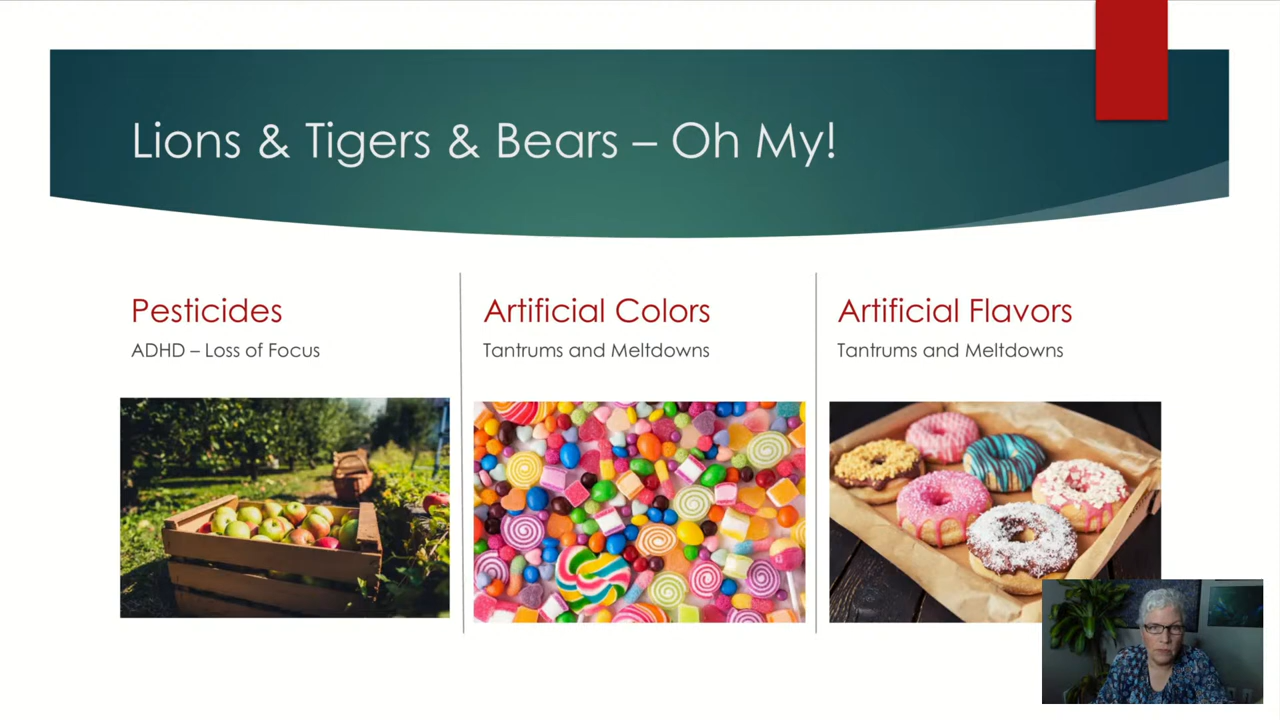 Lions & Tigers & Bears – Oh My!
Pesticides
ADHD – Loss of Focus
Artificial Colors
Tantrums and Meltdowns
Artificial Flavors
Tantrums and Meltdowns